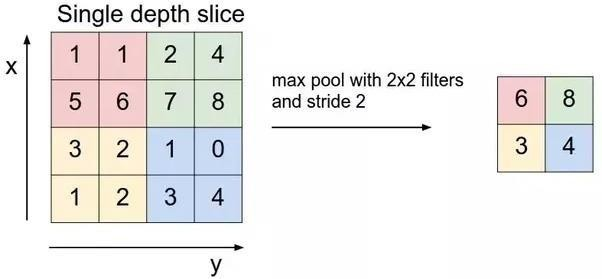 Single depth slice
x
1 1 2 4
5 6 7 8
3 2 1 0
1 2 3 4
y
max pool with 2x2 filters
and stride 2
6 8
3 4